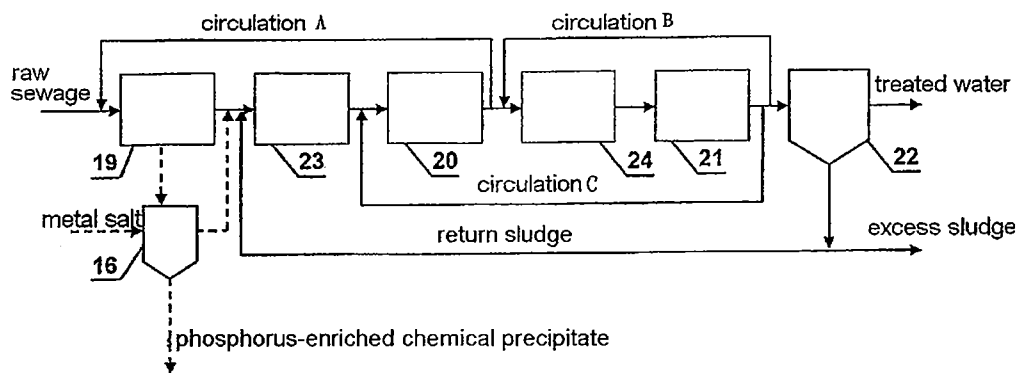 circulation A
circulation B
raw
sewage
treated water
19
23
20
24
21
22
circulation C
metal salt
return sludge
excess sludge
16
phosphorus-enriched chemical precipitate